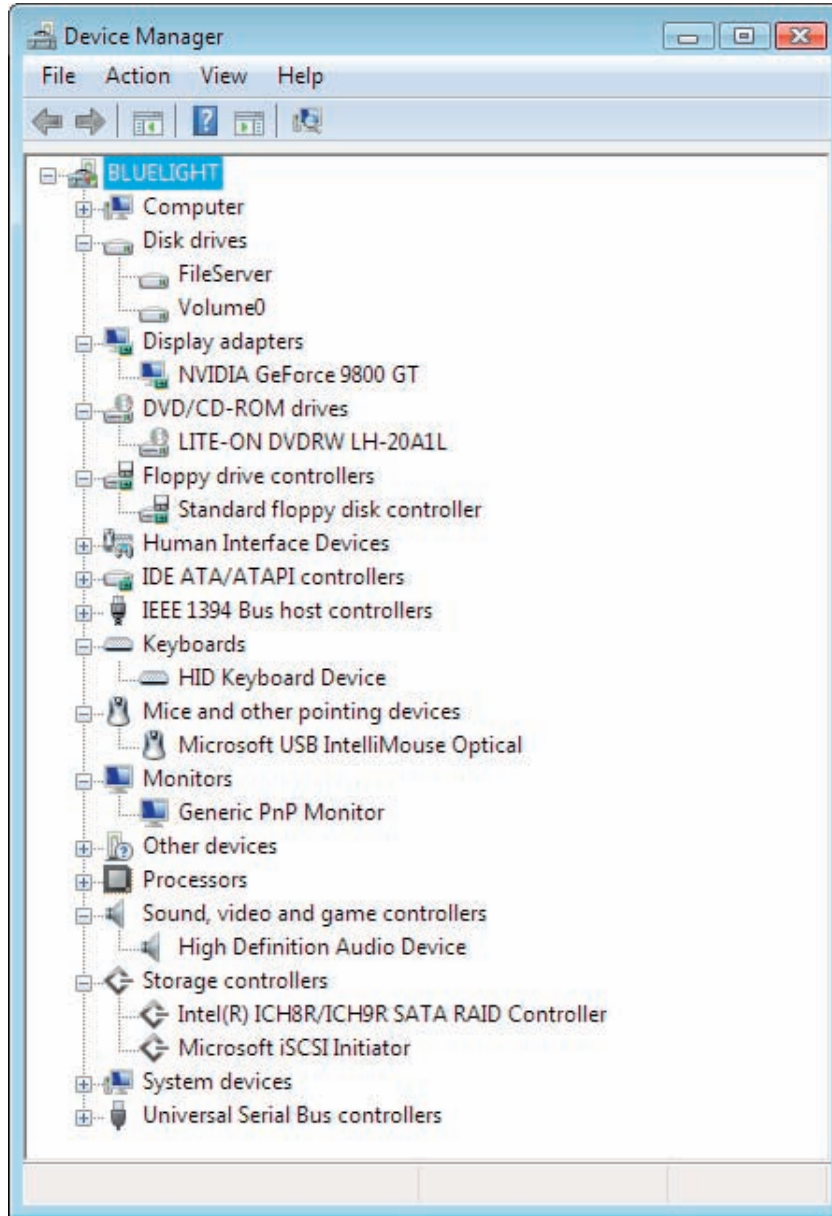 Device Manager
File Action View Help
BLUELIGHT
Computer
Disk drives
FileServer
Volume0
Display adapters
NVIDIA GeForce 9800 GT
DVD/CD-ROM drives
LITE-ON DVDRW LH-20A1L
Floppy drive controllers
Standard floppy disk controller
Human Interface Devices
IDE ATA/ATAPI controllers
IEEE 1394 Bus host controllers
Keyboards
HID Keyboard Device
Mice and other pointing devices
Microsoft USB IntelliMouse Optical
Monitors
Generic PnP Monitor
Other devices
Processors
Sound, video and game controllers
High Definition Audio Device
Storage controllers
Intel(R) ICH8R/ICH9R SATA RAID Controller
Microsoft iSCSI Initiator
System devices
Universal Serial Bus controllers